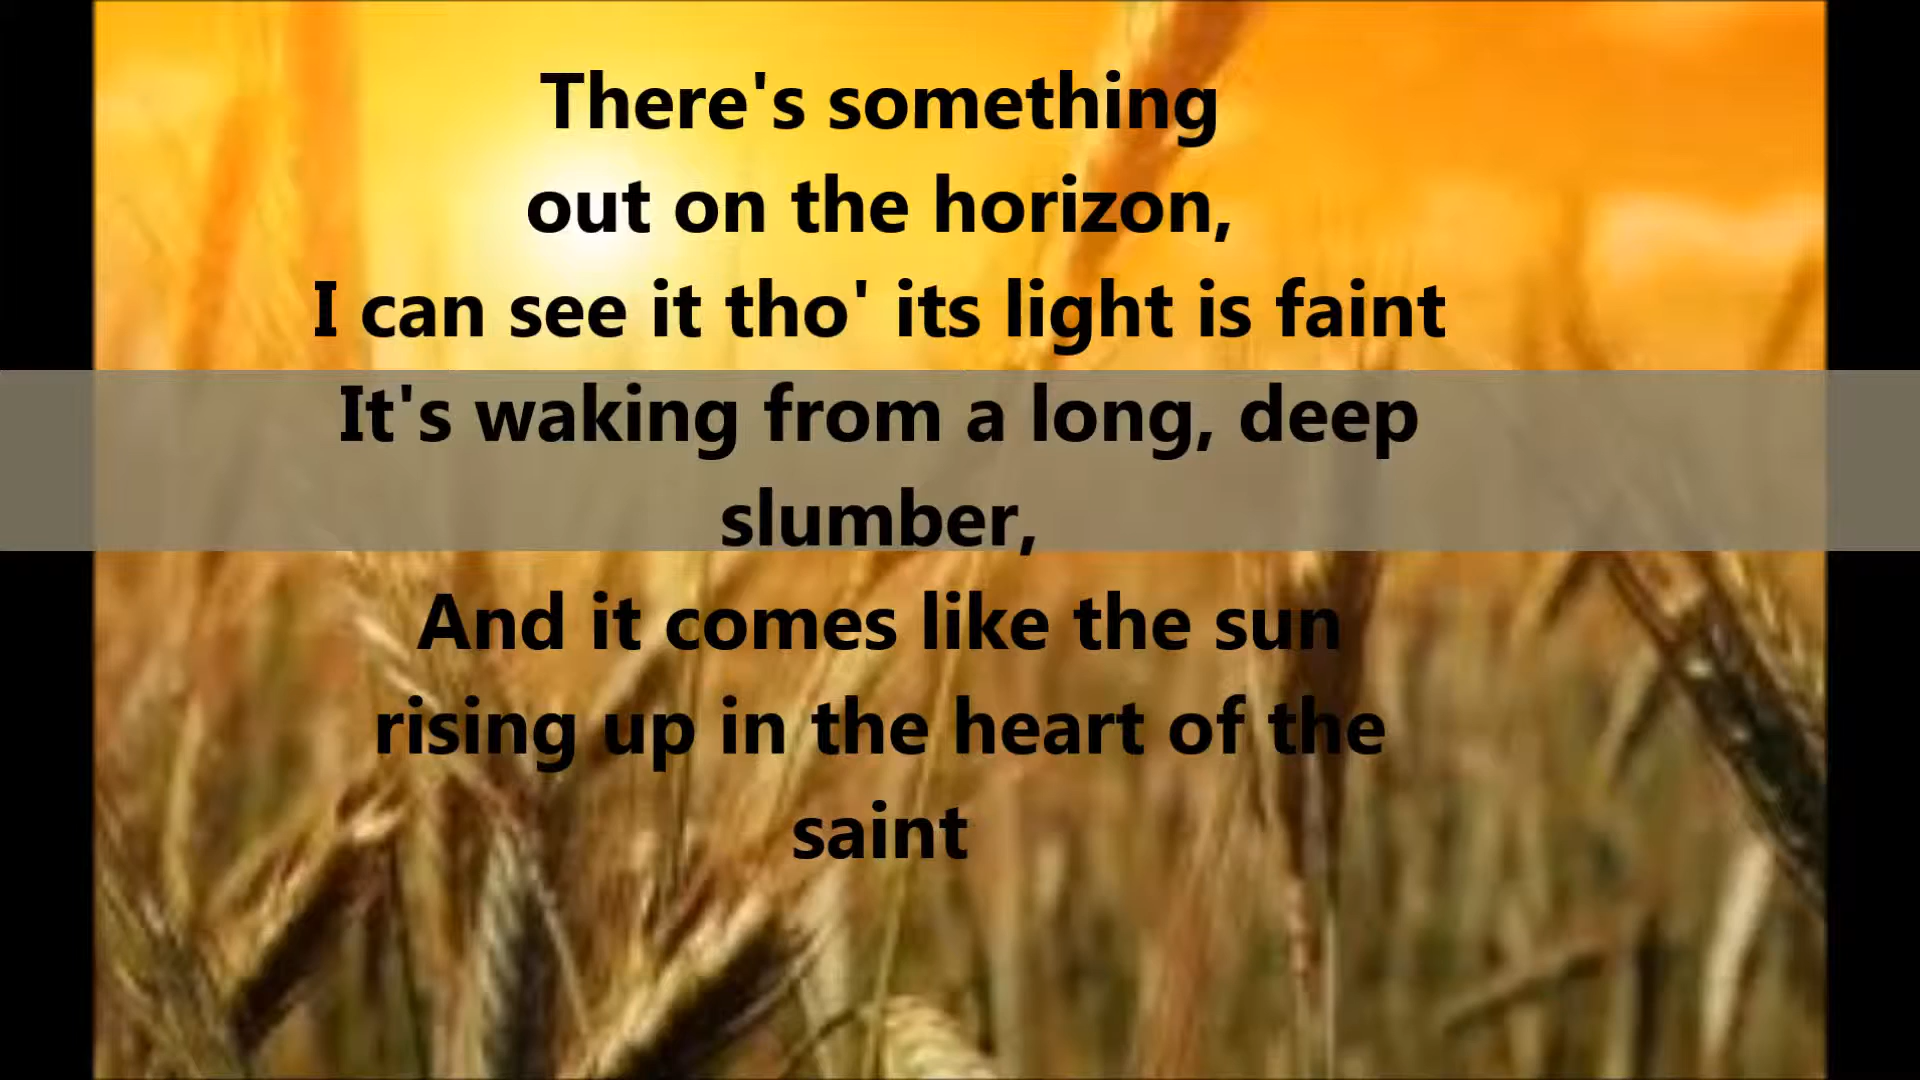 There's something
out on the horizon,
I can see it tho' its light is faint
It's waking from a long, deep
slumber,
And it comes like the sun
rising up in the heart of the
saint